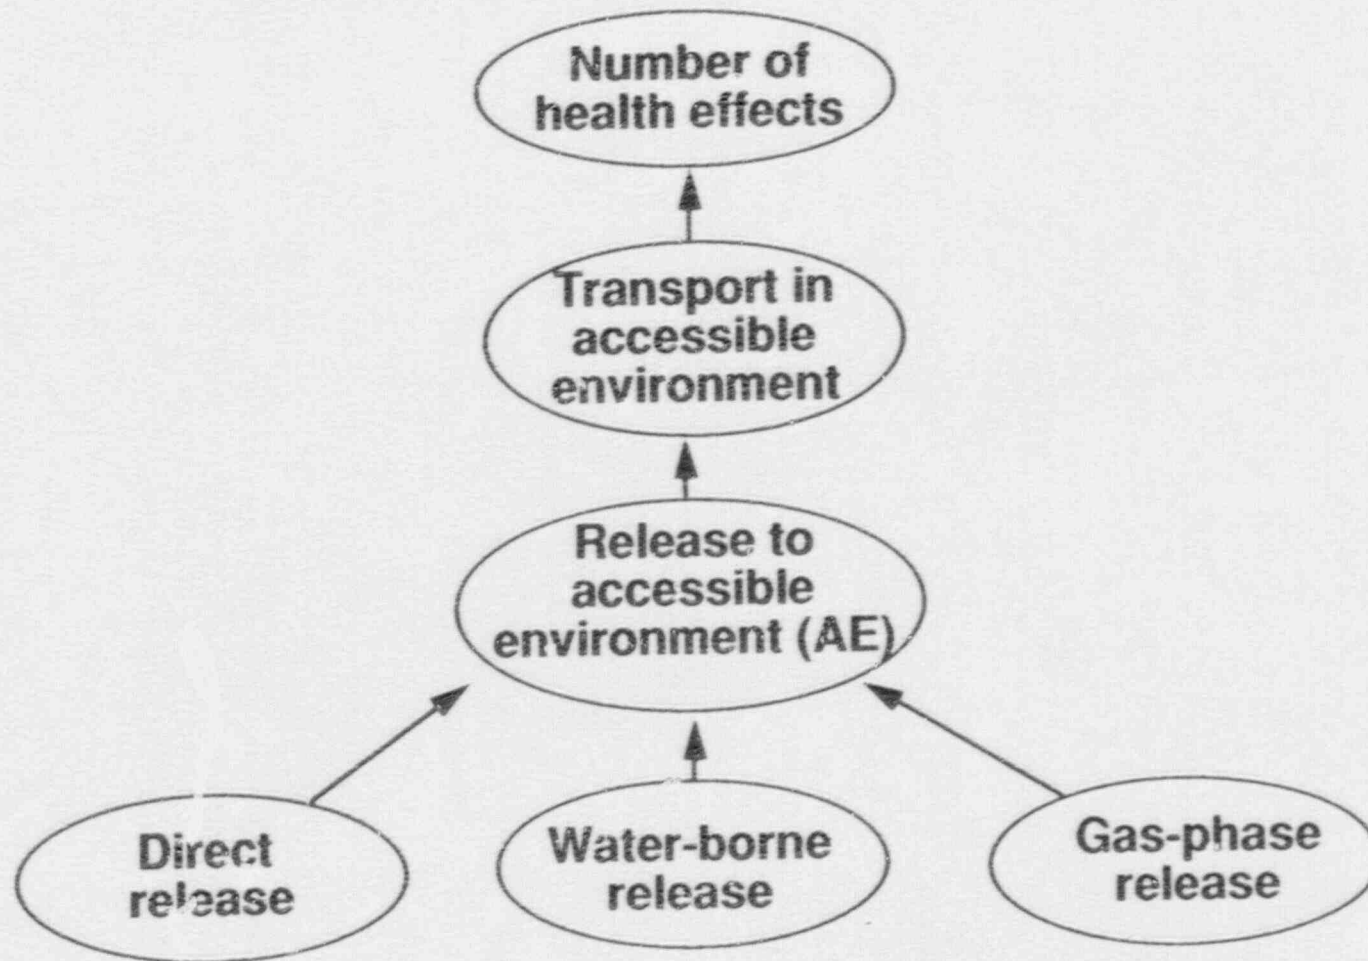 Number of
health effects
Transport in
accessible
environment
Release to
accessible
environment (AE)
Direct
release
Water-borne
release
Gas-phase
release